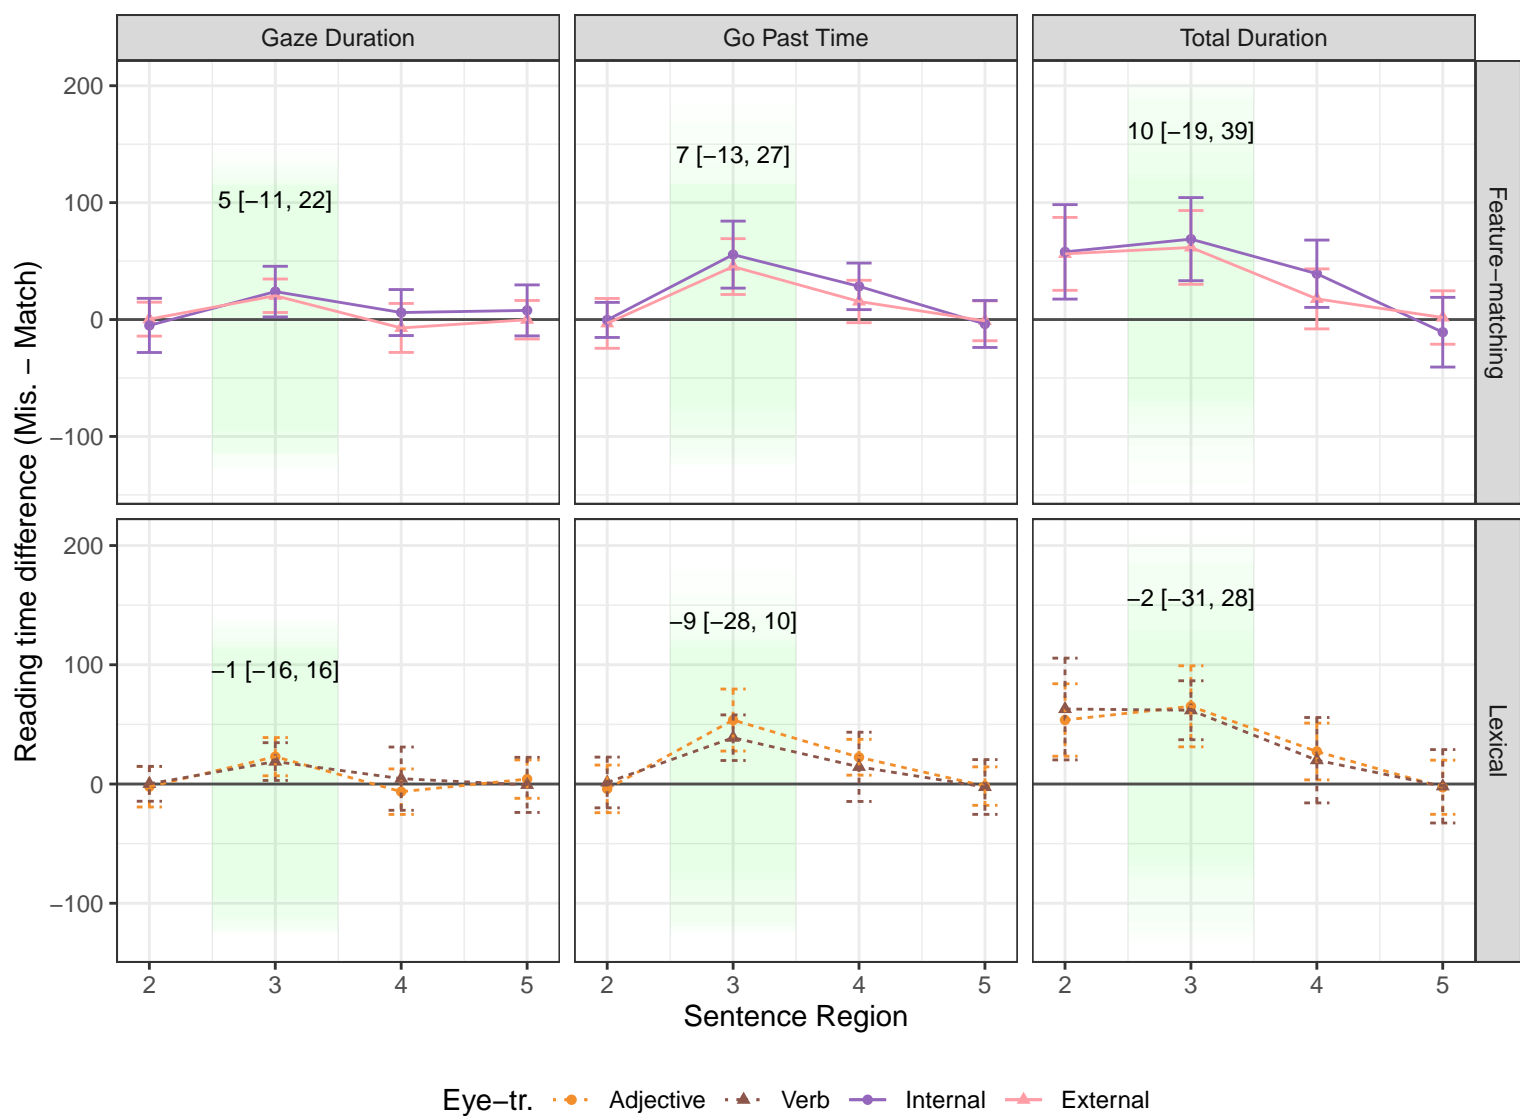 Gaze Duration Go Past Time Total Duration
Reading time difference (Mis. − Match)
200
100
0
−100
5 [−11, 22]
7 [−13, 27]
10 [−19, 39]
Feature−matching
200
100
0
−100
−1 [−16, 16]
−9 [−28, 10]
−2 [−31, 28]
Lexical
2 3 4 5 2 3 4 5 2 3 4 5
Sentence Region
Eye−tr. Adjective Verb Internal External